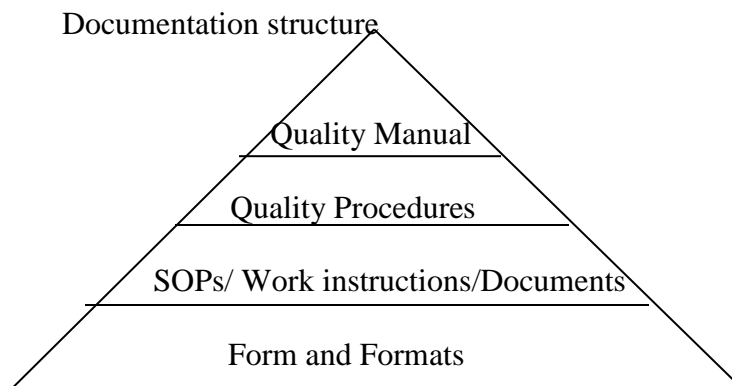 Documentation structure
Quality Manual
Quality Procedures
SOPs/ Work instructions/Documents
Form and Formats